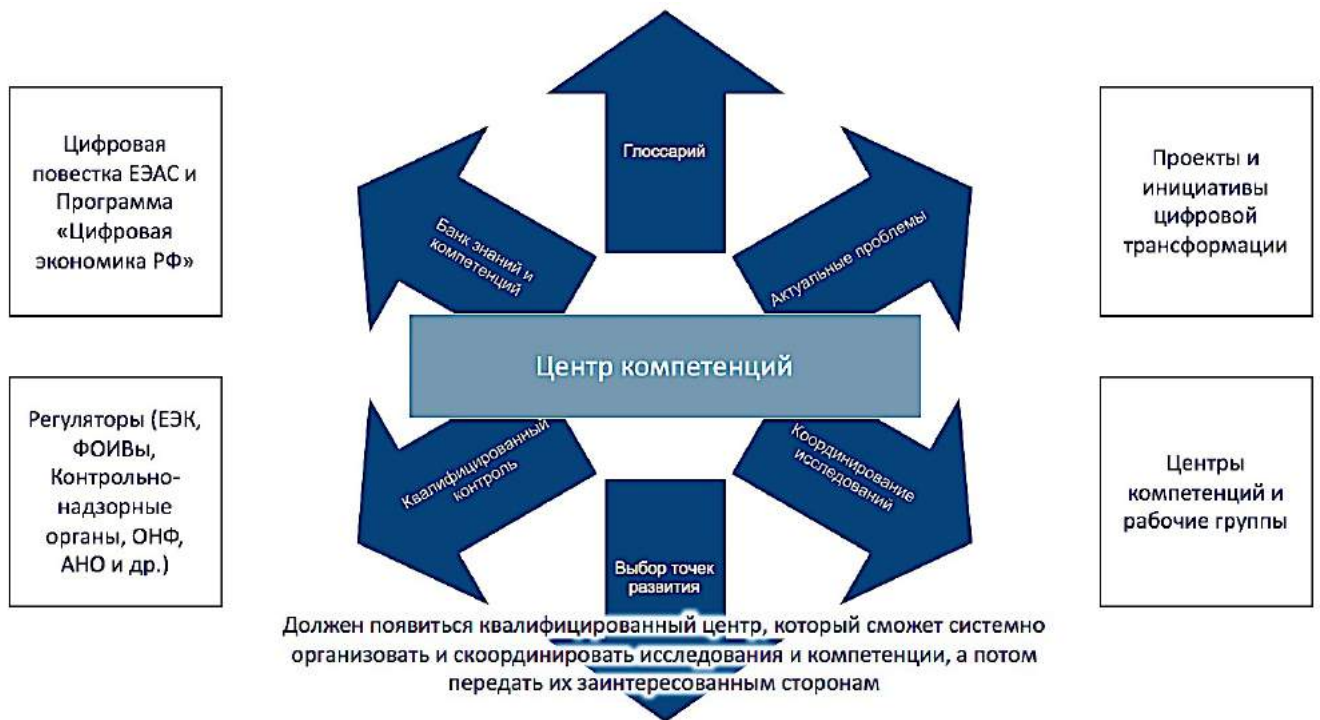 Глоссарий
Цифровая
повестка ЕЭАС и
Программа
«Цифровая
экономика РФ»
Банк знаний и
компетенций
Актуальные проблемы
Проекты и
инициативы
цифровой
трансформации
Центр компетенций
Регуляторы (ЕЭК,
ФОИВы,
Контрольно-
надзорные
органы, ОНФ,
АНО и др.)
Квалифицированный
контроль
Координирование
исследований
Центры
компетенций и
рабочие группы
Выбор точек
развития
Должен появиться квалифицированный центр, который сможет системно
организовать и скоординировать исследования и компетенции, а потом
передать их заинтересованным сторонам